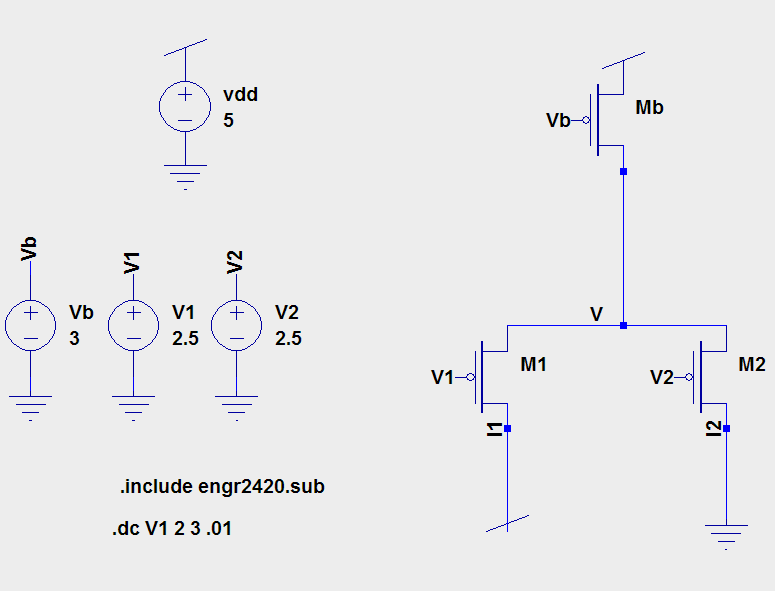 vdd
5
Mb
Vb
Vb
V1
V2
Vb
3
V1
2.5
V2
2.5
V
V1
M1
V2
M2
I1
I2
.include engr2420.sub
.dc V1 2 3 .01